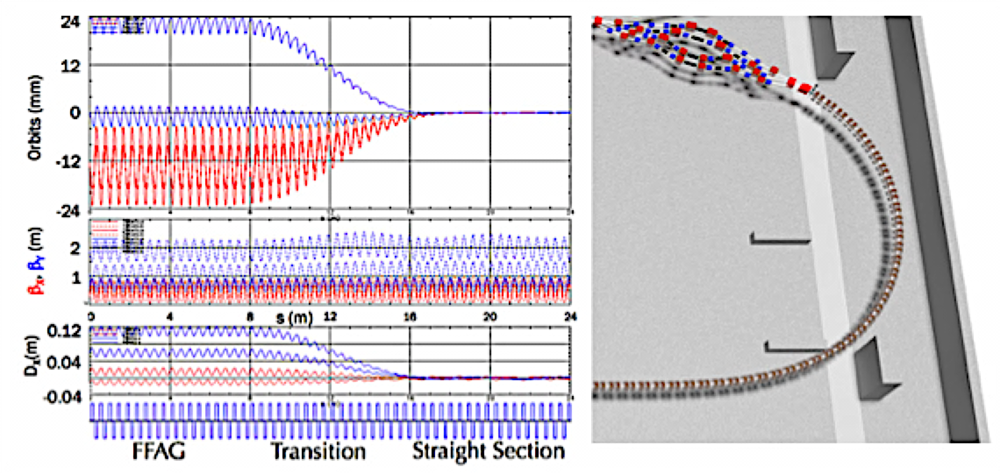 24
12
0
-12
-24
Orbits (mm)
2
1
βx, βY (m)
0 4 8 s (m) 12 16 20 24
0.12
0.04
-0.04
Dx(m)
FFAG Transition Straight Section